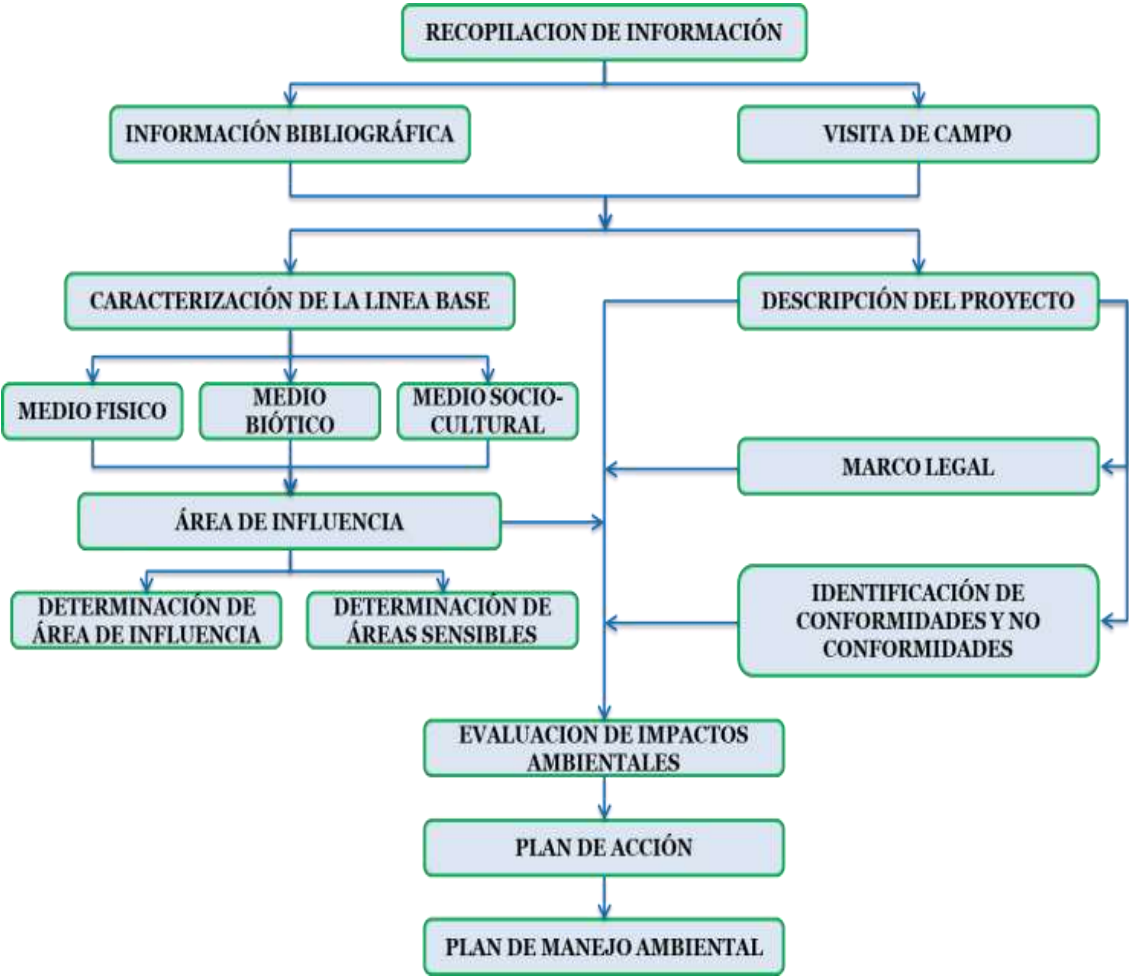 RECOPILACION DE INFORMACIÓN
INFORMACIÓN BIBLIOGRÁFICA
VISITA DE CAMPO
CARACTERIZACIÓN DE LA LINEA BASE
DESCRIPCIÓN DEL PROYECTO
MEDIO FISICO
MEDIO
BIÓTICO
MEDIO SOCIO-
CULTURAL
MARCO LEGAL
ÁREA DE INFLUENCIA
DETERMINACIÓN DE
ÁREA DE INFLUENCIA
DETERMINACIÓN DE
ÁREAS SENSIBLES
IDENTIFICACIÓN DE
CONFORMIDADES Y NO
CONFORMIDADES
EVALUACION DE IMPACTOS
AMBIENTALES
PLAN DE ACCIÓN
PLAN DE MANEJO AMBIENTAL